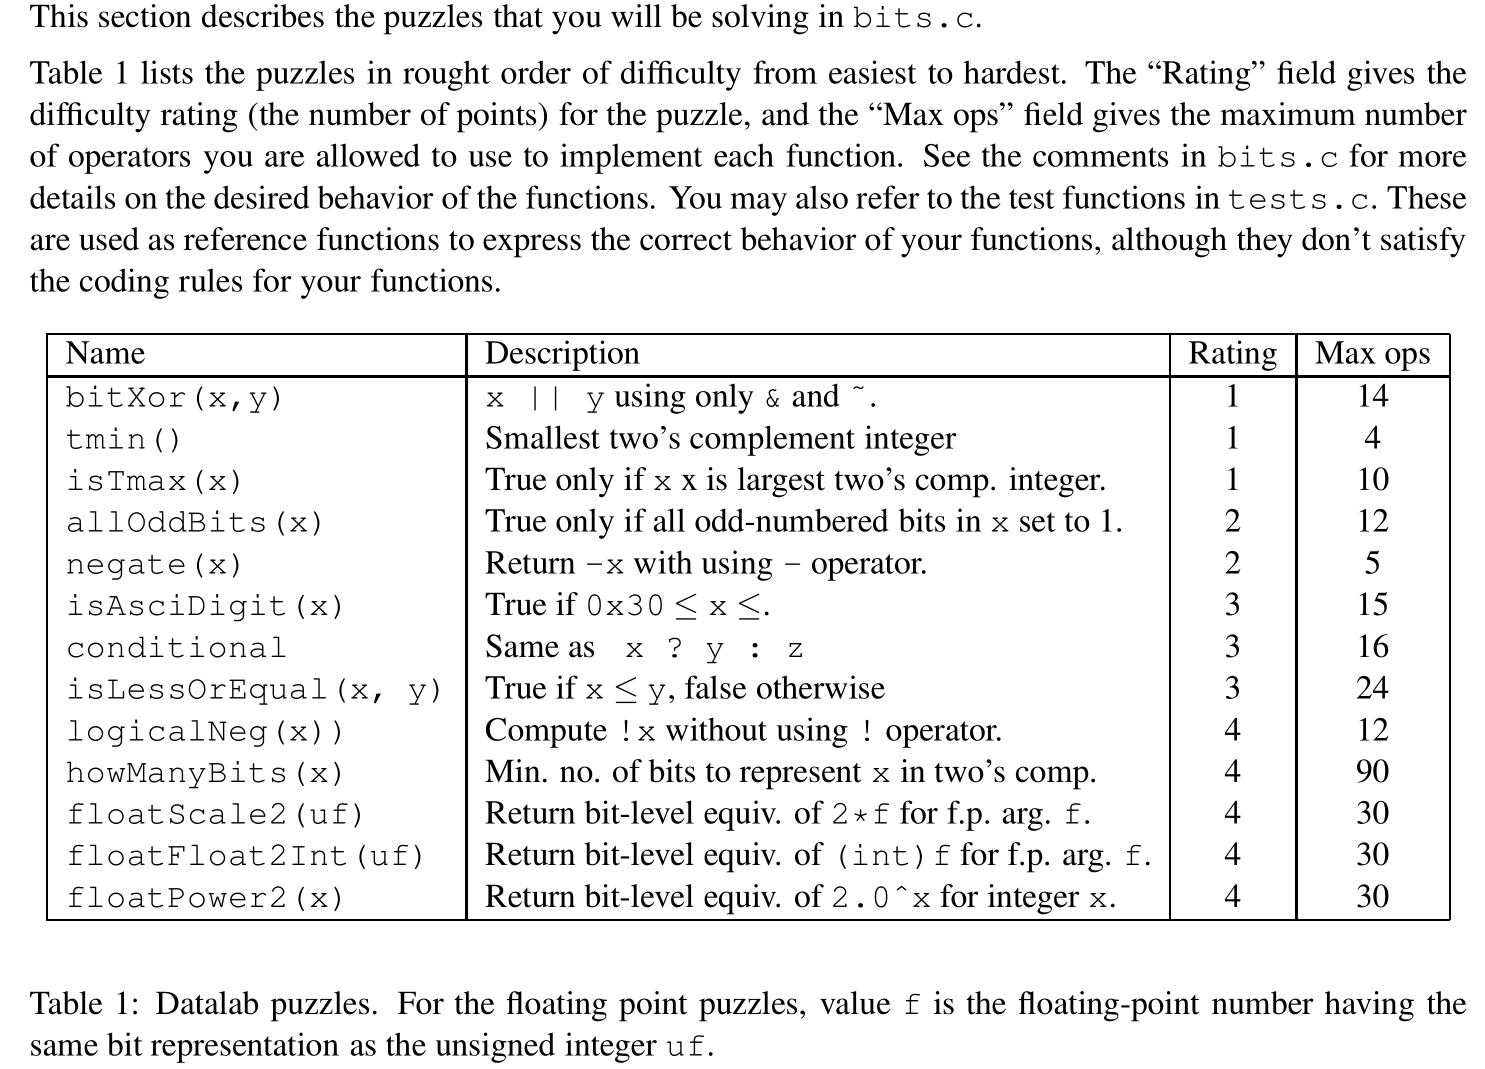 This section describes the puzzles that you will be solving in bits.c.
Table 1 lists the puzzles in rought order of difficulty from easiest to hardest. The “Rating” field gives the
difficulty rating (the number of points) for the puzzle, and the “Max ops” field gives the maximum number
of operators you are allowed to use to implement each function. See the comments in bits.c for more
details on the desired behavior of the functions. You may also refer to the test functions in tests.c. These
are used as reference functions to express the correct behavior of your functions, although they don’t satisfy
the coding rules for your functions.
Name Description Rating Max ops
bitXor(x,y) x || y using only & and ~. 1 14
tmin() Smallest two’s complement integer 1 4
isTmax(x) True only if x x is largest two’s comp. integer. 1 10
allOddBits(x) True only if all odd-numbered bits in x set to 1. 2 12
negate(x) Return -x with using - operator. 2 5
isAsciDigit(x) True if 0x30 ≤ x ≤. 3 15
conditional Same as x ? y : z 3 16
isLessOrEqual(x, y) True if x ≤ y, false otherwise 3 24
logicalNeg(x)) Compute !x without using ! operator. 4 12
howManyBits(x) Min. no. of bits to represent x in two’s comp. 4 90
floatScale2(uf) Return bit-level equiv. of 2*f for f.p. arg. f. 4 30
floatFloat2Int(uf) Return bit-level equiv. of (int)f for f.p. arg. f. 4 30
floatPower2(x) Return bit-level equiv. of 2.0^x for integer x. 4 30
Table 1: Datalab puzzles. For the floating point puzzles, value f is the floating-point number having the
same bit representation as the unsigned integer uf.